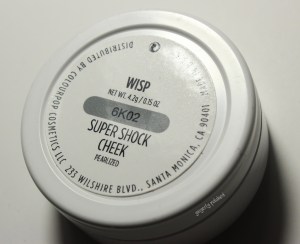 WISP
NET WT. 4.2g / 0.15 OZ
6K02
SUPER SHOCK
CHEEK
PEARLIZED
DISTRIBUTED BY COLOURPOP COSMETICS 311, 233 WILSHIRE BLVD., SANTA MONICA, CA 90401